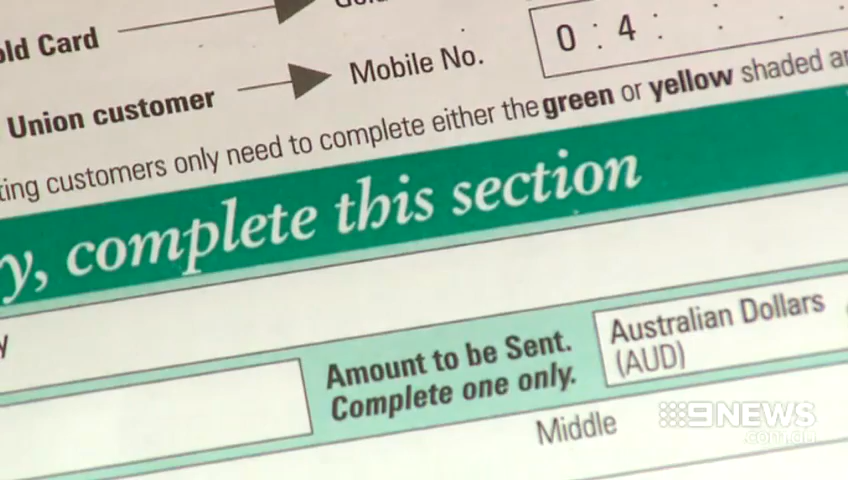 old Card
Mobile No.
0 : 4 :
Union customer
customers only need to complete either the green or yellow shaded
y, complete this section
y
Amount to be Sent.
Complete one only.
Australian Dollars
(AUD)
Middle
9NEWS
.com.au